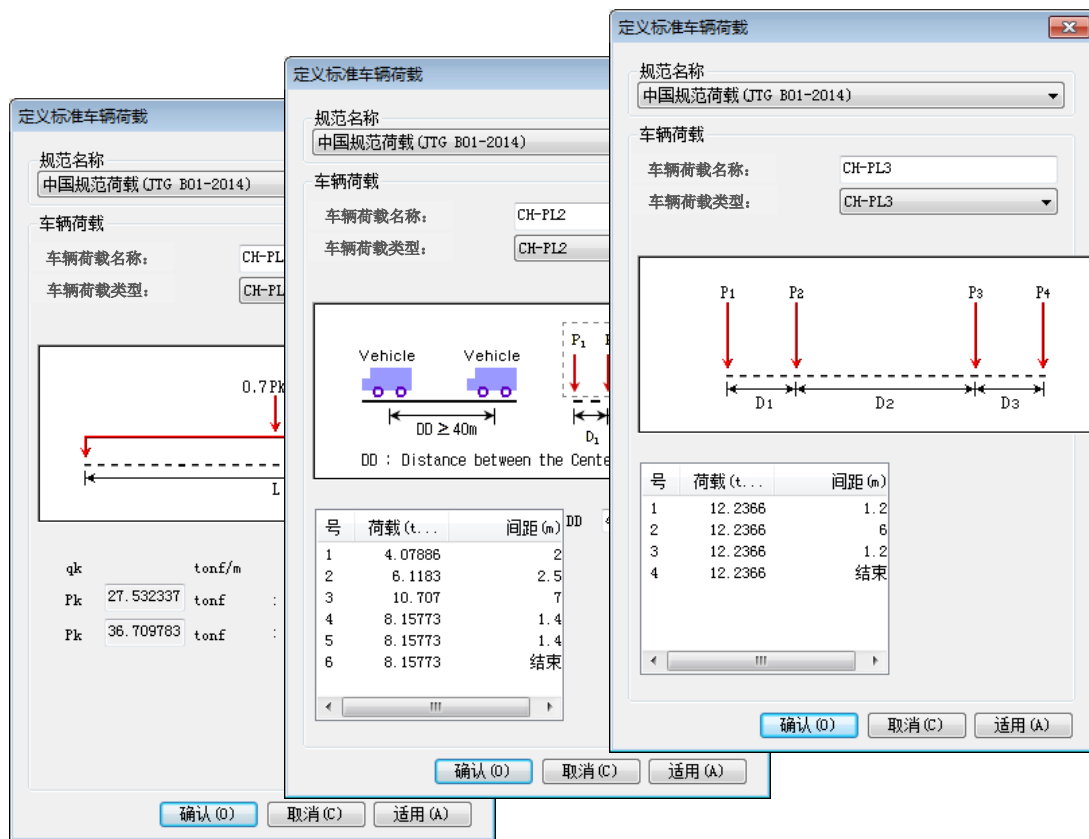 定义标准车辆荷载
规范名称
中国规范荷载(JTG B01-2014)
车辆荷载
车辆荷载名称: CH-PL
车辆荷载类型: CH-PL
0.7Pk
L
qk tonf/m
Pk 27.532337 tonf :
Pk 36.709783 tonf :
确认(O) 取消(C) 适用(A)
定义标准车辆荷载
规范名称
中国规范荷载(JTG B01-2014)
车辆荷载
车辆荷载名称: CH-PL2
车辆荷载类型: CH-PL2
Vehicle Vehicle P1
DD ≥ 40m D1
DD : Distance between the Cente
号 荷载(t... 间距(m) DD
1 4.07886 2
2 6.1183 2.5
3 10.707 7
4 8.15773 1.4
5 8.15773 1.4
6 8.15773 结束
确认(O) 取消(C) 适用(A)
定义标准车辆荷载
规范名称
中国规范荷载(JTG B01-2014)
车辆荷载
车辆荷载名称: CH-PL3
车辆荷载类型: CH-PL3
P1 P2 P3 P4
D1 D2 D3
号 荷载(t... 间距(m)
1 12.2366 1.2
2 12.2366 6
3 12.2366 1.2
4 12.2366 结束
确认(O) 取消(C) 适用(A)